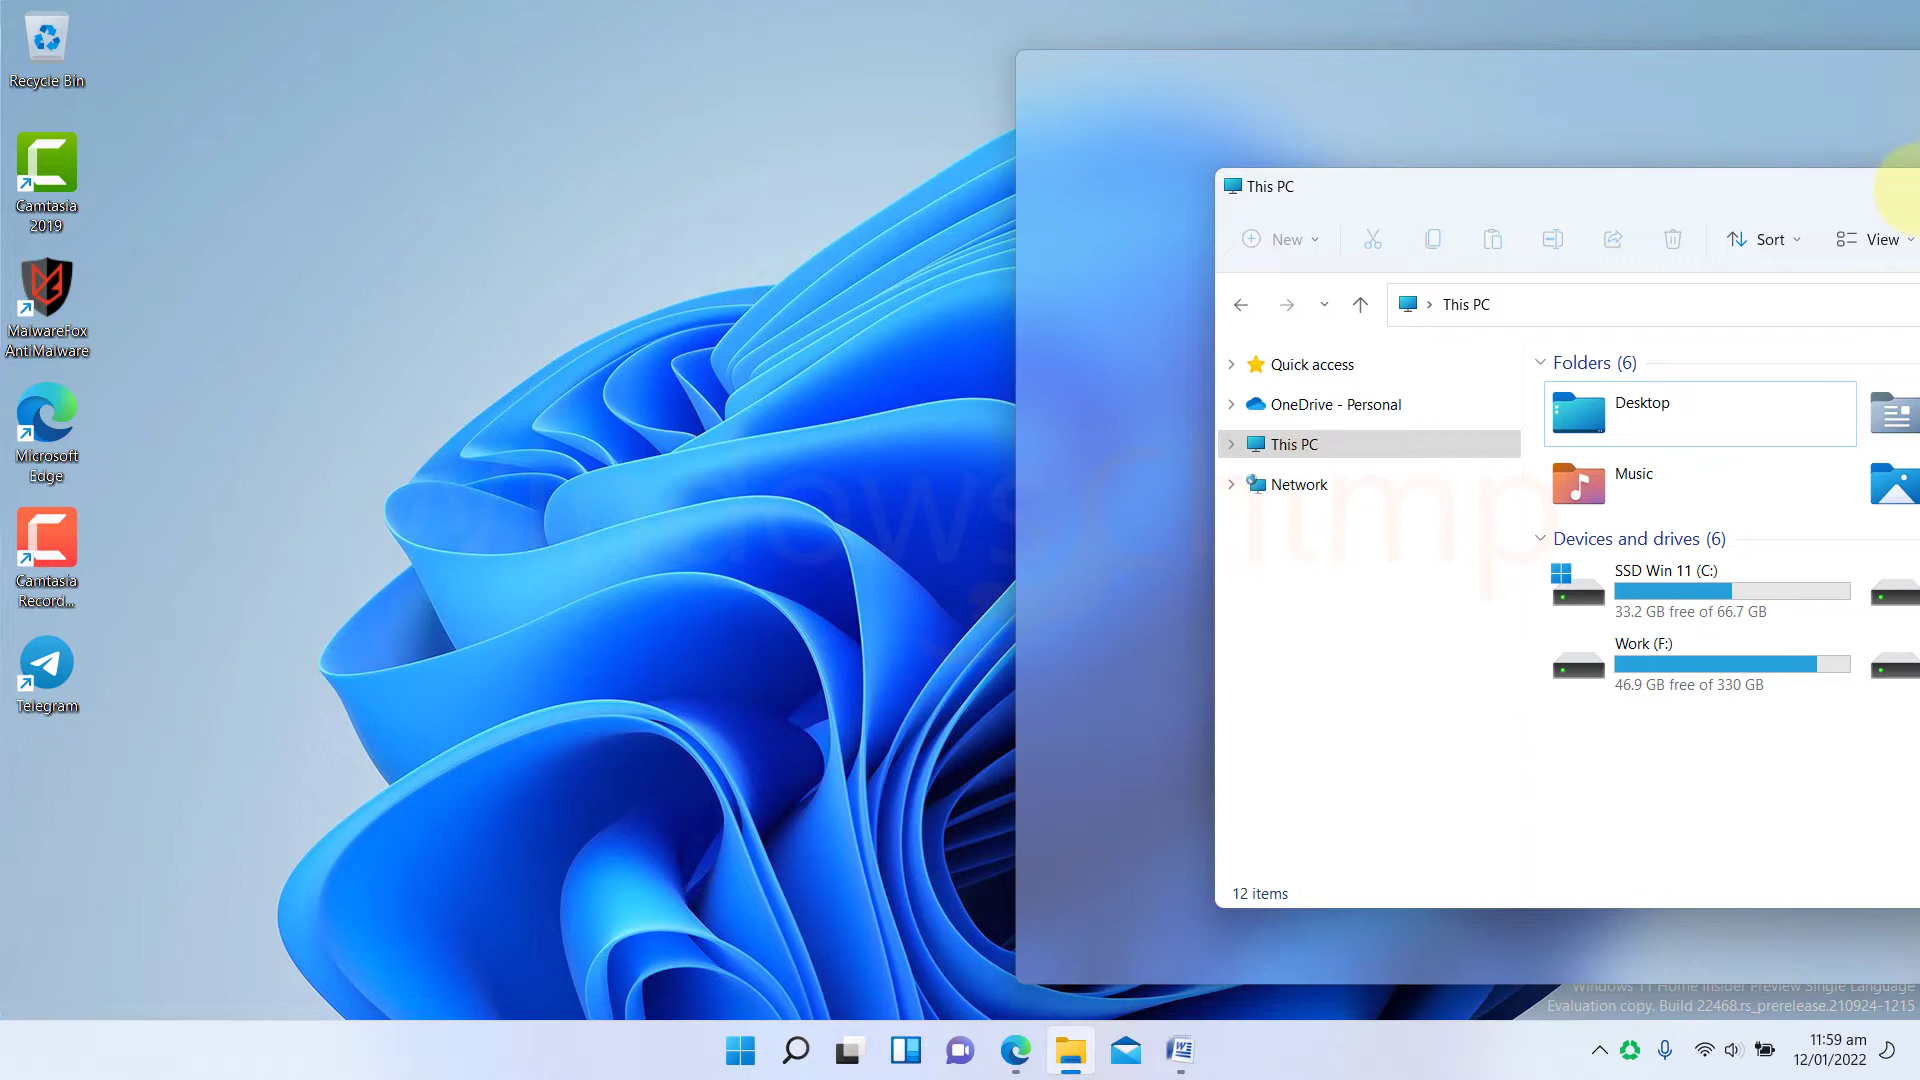 Recycle Bin
Camtasia
2019
MalwareFox
AntiMalware
Microsoft
Edge
Camtasia
Record...
Telegram
This PC
New
Sort
View
This PC
Quick access
OneDrive - Personal
This PC
Network
Folders (6)
Desktop
Music
Devices and drives (6)
SSD Win 11 (C:)
33.2 GB free of 66.7 GB
Work (F:)
46.9 GB free of 330 GB
12 items
Windows 11 Home Insider Preview Single Language
Evaluation copy. Build 22468.rs_prerelease.210924-1215
11:59 am
12/01/2022